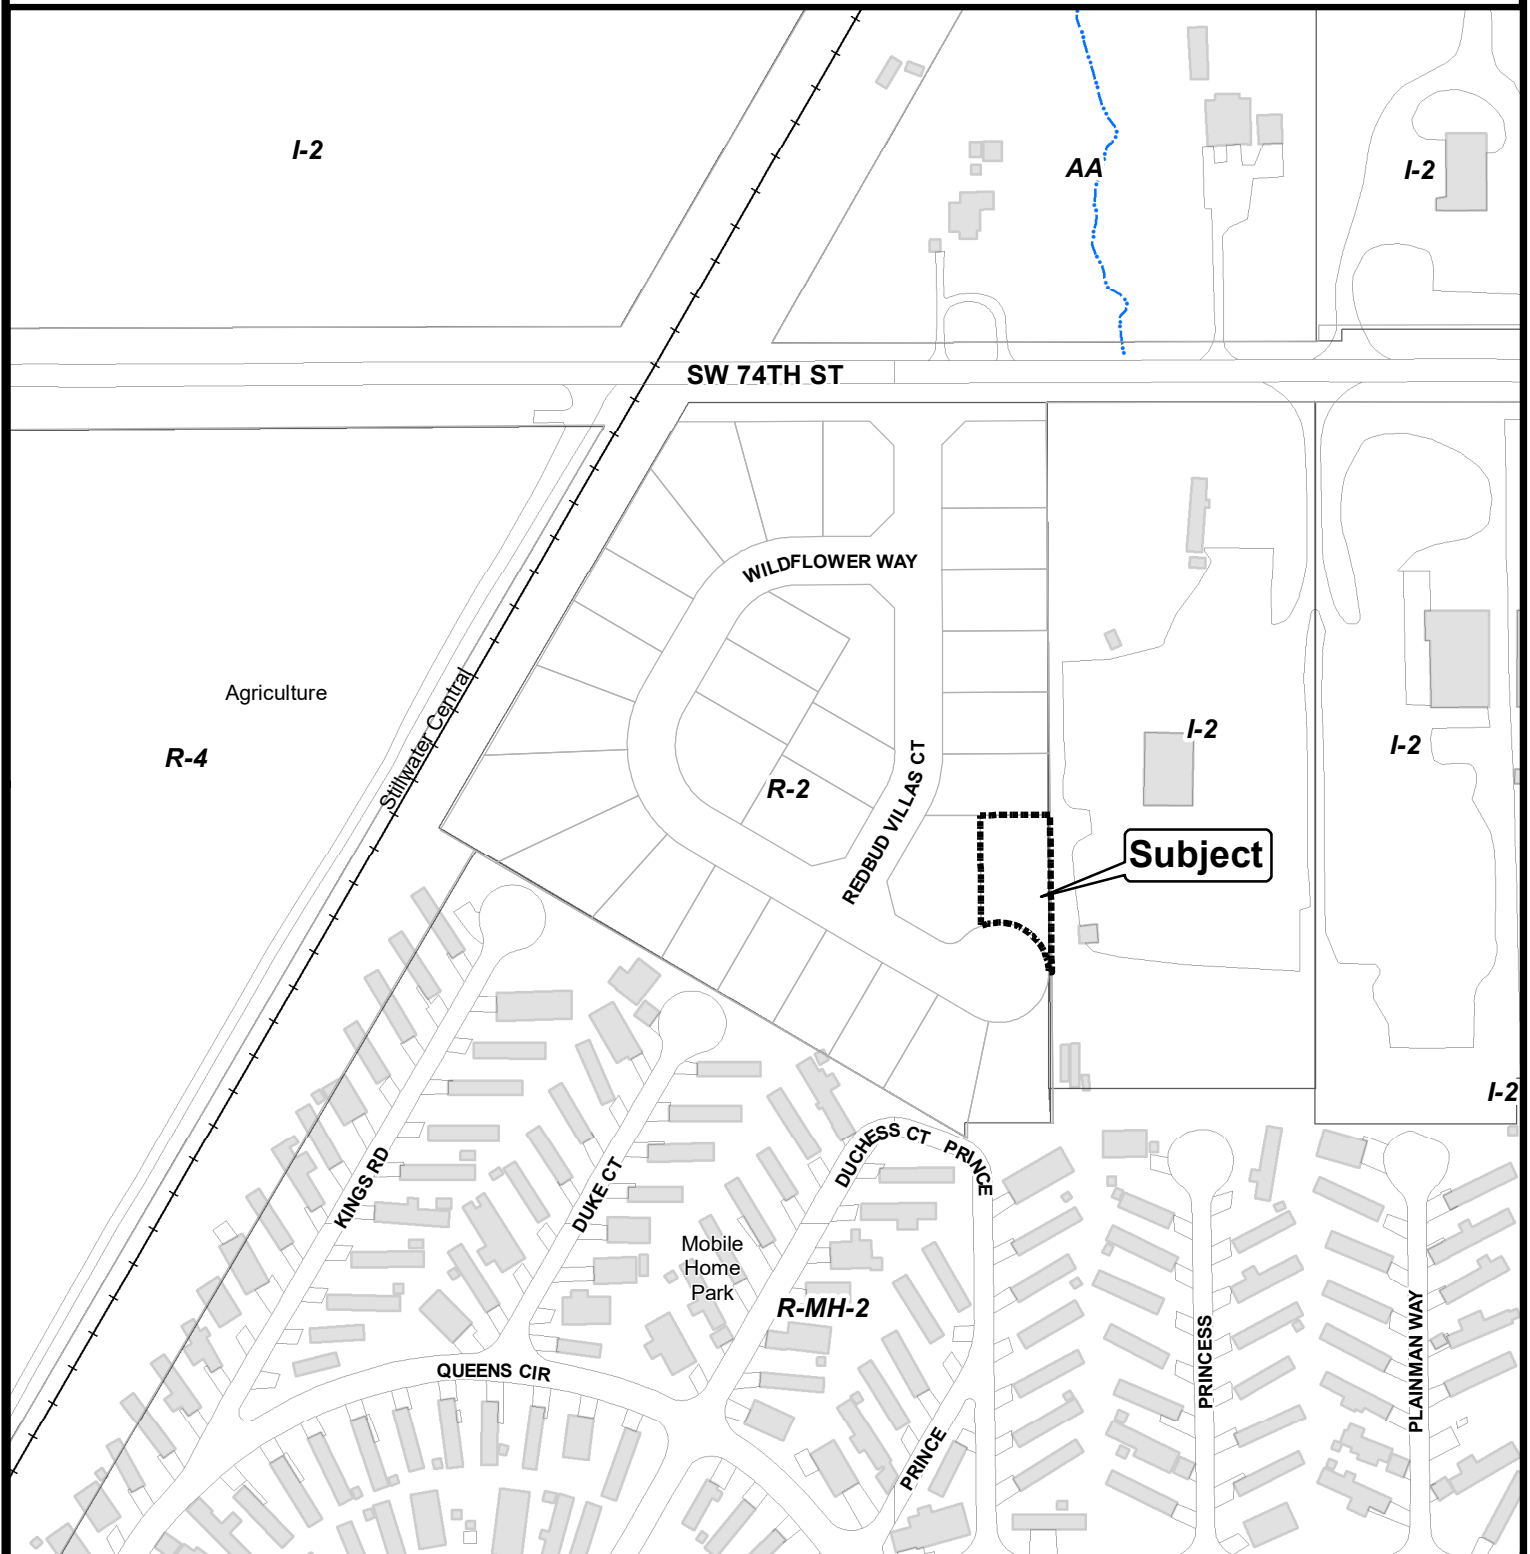 I-2
AA
I-2
SW 74TH ST
WILDFLOWER WAY
Agriculture
R-4
Stillwater Central
R-2
REDBUD VILLAS CT
I-2
I-2
Subject
I-2
KINGS RD
DUKE CT
DUCHESS CT
PRINCE
Mobile
Home
Park
R-MH-2
QUEENS CIR
PRINCE
PRINCESS
PLAINMAN WAY